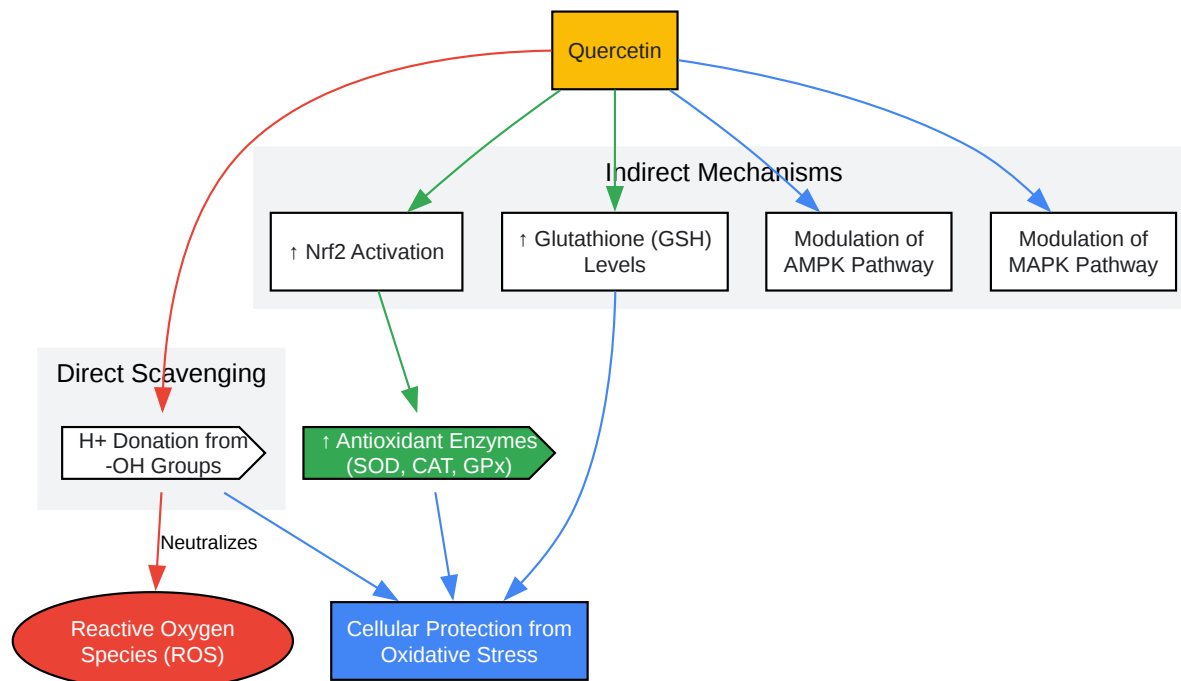 Quercetin
Indirect Mechanisms
↑ Nrf2 Activation
↑ Glutathione (GSH)
Levels
Modulation of
AMPK Pathway
Modulation of
MAPK Pathway
Direct Scavenging
H+ Donation from
-OH Groups
↑ Antioxidant Enzymes
(SOD, CAT, GPx)
Neutralizes
Reactive Oxygen
Species (ROS)
Cellular Protection from
Oxidative Stress